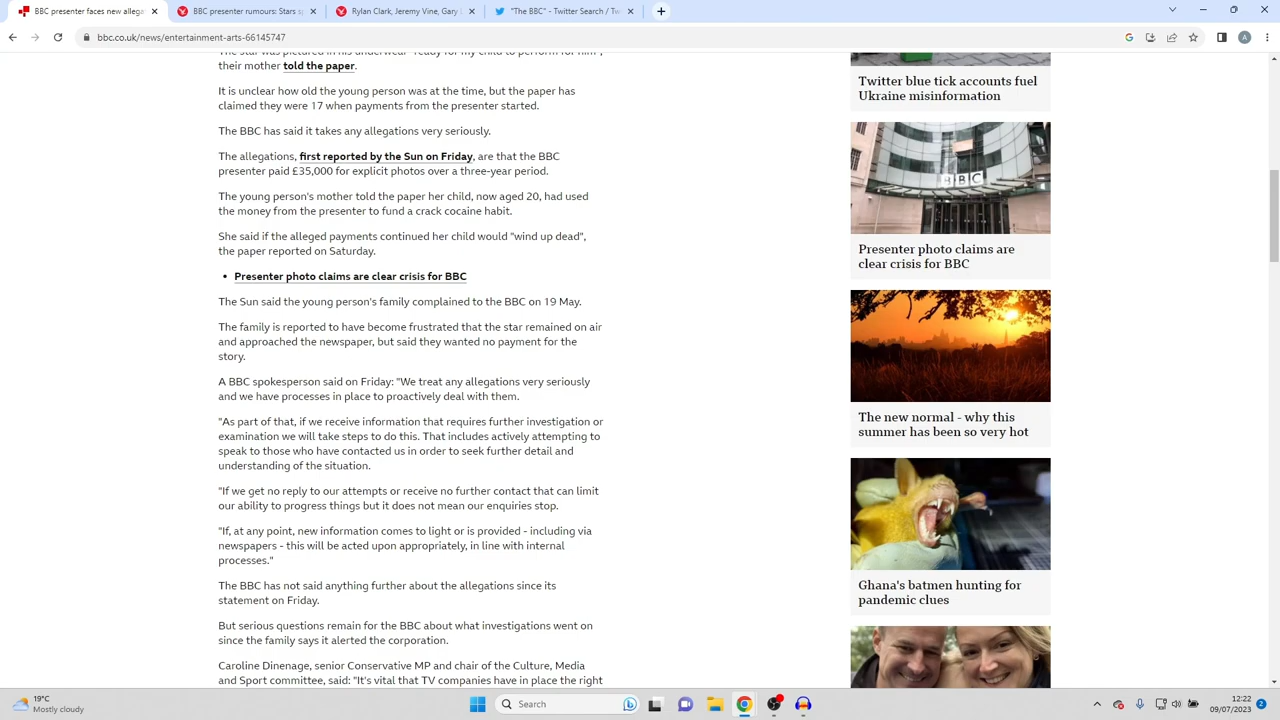 BBC presenter faces new allega
BBC presenter Rumours: Stars s
Rylan Clark, Jeremy Vine, Gary
"The BBC" - Twitter Search / Tw
bbc.co.uk/news/entertainment-arts-66145747
their mother told the paper.
It is unclear how old the young person was at the time, but the paper has
claimed they were 17 when payments from the presenter started.
The BBC has said it takes any allegations very seriously.
The allegations, first reported by the Sun on Friday, are that the BBC
presenter paid £35,000 for explicit photos over a three-year period.
The young person's mother told the paper her child, now aged 20, had used
the money from the presenter to fund a crack cocaine habit.
She said if the alleged payments continued her child would "wind up dead",
the paper reported on Saturday.
• Presenter photo claims are clear crisis for BBC
The Sun said the young person's family complained to the BBC on 19 May.
The family is reported to have become frustrated that the star remained on air
and approached the newspaper, but said they wanted no payment for the
story.
A BBC spokesperson said on Friday: "We treat any allegations very seriously
and we have processes in place to proactively deal with them.
"As part of that, if we receive information that requires further investigation or
examination we will take steps to do this. That includes actively attempting to
speak to those who have contacted us in order to seek further detail and
understanding of the situation.
"If we get no reply to our attempts or receive no further contact that can limit
our ability to progress things but it does not mean our enquiries stop.
"If, at any point, new information comes to light or is provided - including via
newspapers - this will be acted upon appropriately, in line with internal
processes."
The BBC has not said anything further about the allegations since its
statement on Friday.
But serious questions remain for the BBC about what investigations went on
since the family says it alerted the corporation.
Caroline Dinenage, senior Conservative MP and chair of the Culture, Media
and Sport committee, said: "It's vital that TV companies have in place the right
Twitter blue tick accounts fuel
Ukraine misinformation
BBC
Presenter photo claims are
clear crisis for BBC
The new normal - why this
summer has been so very hot
Ghana's batmen hunting for
pandemic clues
19°C
Mostly cloudy
Search
12:22
09/07/2023
2